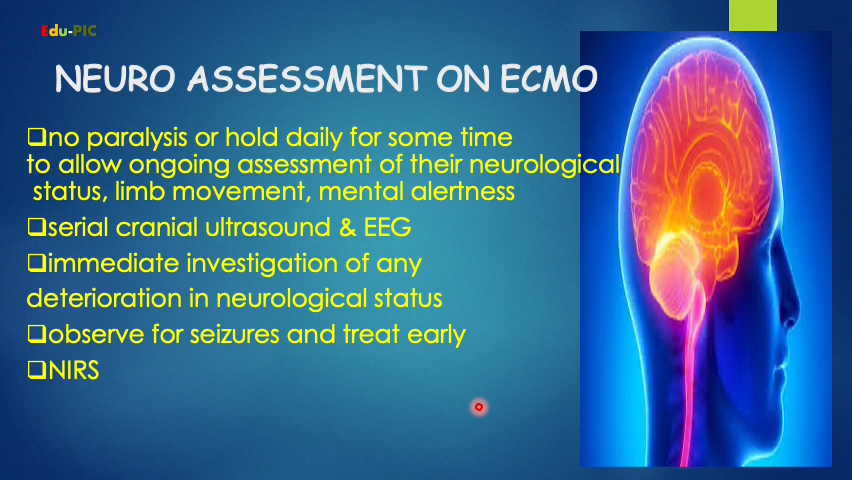 Edu-PIC
NEURO ASSESSMENT ON ECMO
❑no paralysis or hold daily for some time
to allow ongoing assessment of their neurological
status, limb movement, mental alertness
❑serial cranial ultrasound & EEG
❑immediate investigation of any
deterioration in neurological status
❑observe for seizures and treat early
❑NIRS